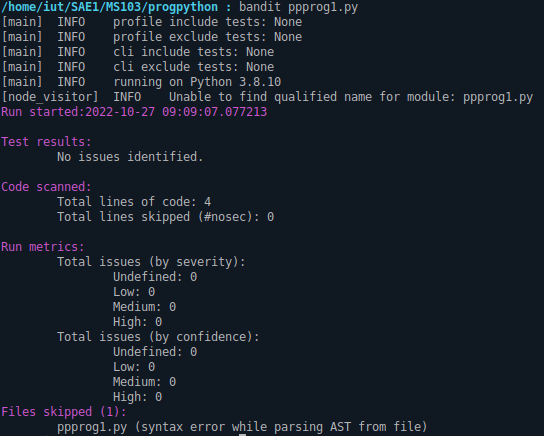 /home/iut/SAE1/MS103/progpython : bandit ppprog1.py
[main]  INFO    profile include tests: None
[main]  INFO    profile exclude tests: None
[main]  INFO    cli include tests: None
[main]  INFO    cli exclude tests: None
[main]  INFO    running on Python 3.8.10
[node_visitor]  INFO    Unable to find qualified name for module: ppprog1.py
Run started:2022-10-27 09:09:07.077213
Test results:
        No issues identified.
Code scanned:
        Total lines of code: 4
        Total lines skipped (#nosec): 0
Run metrics:
        Total issues (by severity):
                Undefined: 0
                Low: 0
                Medium: 0
                High: 0
        Total issues (by confidence):
                Undefined: 0
                Low: 0
                Medium: 0
                High: 0
Files skipped (1):
        ppprog1.py (syntax error while parsing AST from file)